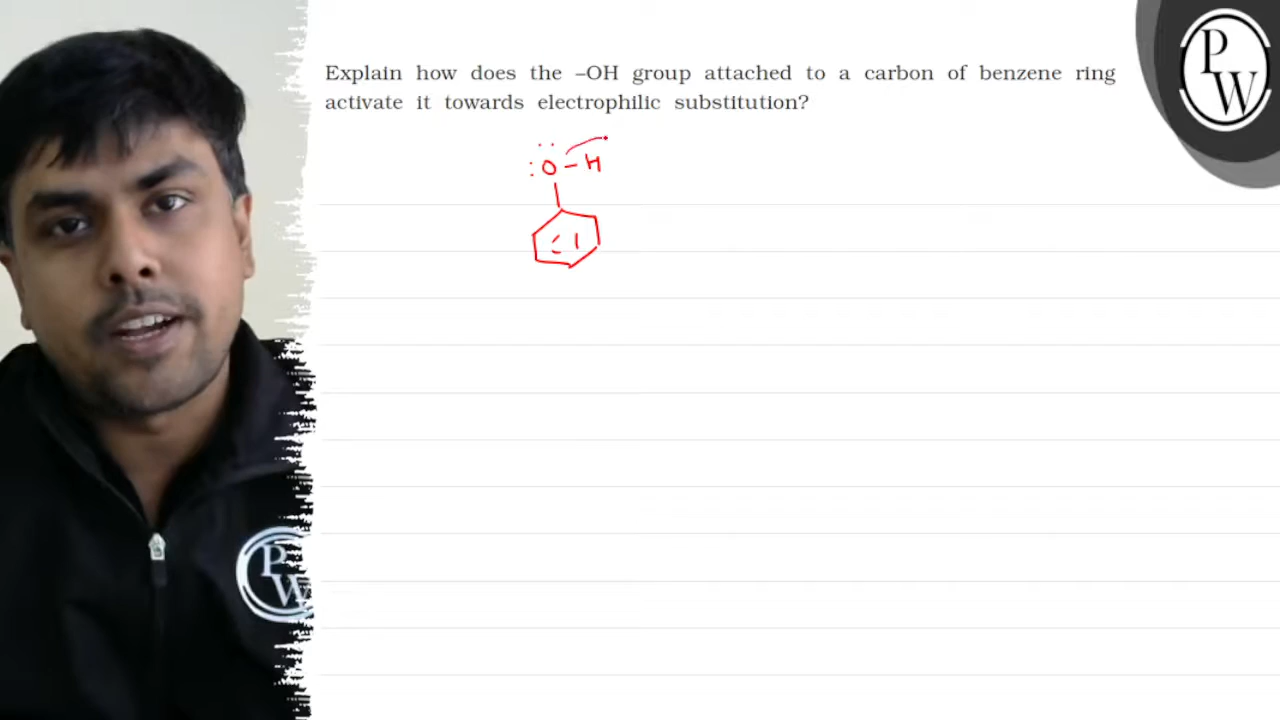 Explain how does the –OH group attached to a carbon of benzene ring
activate it towards electrophilic substitution?
P
W
:Ö–H
P
W